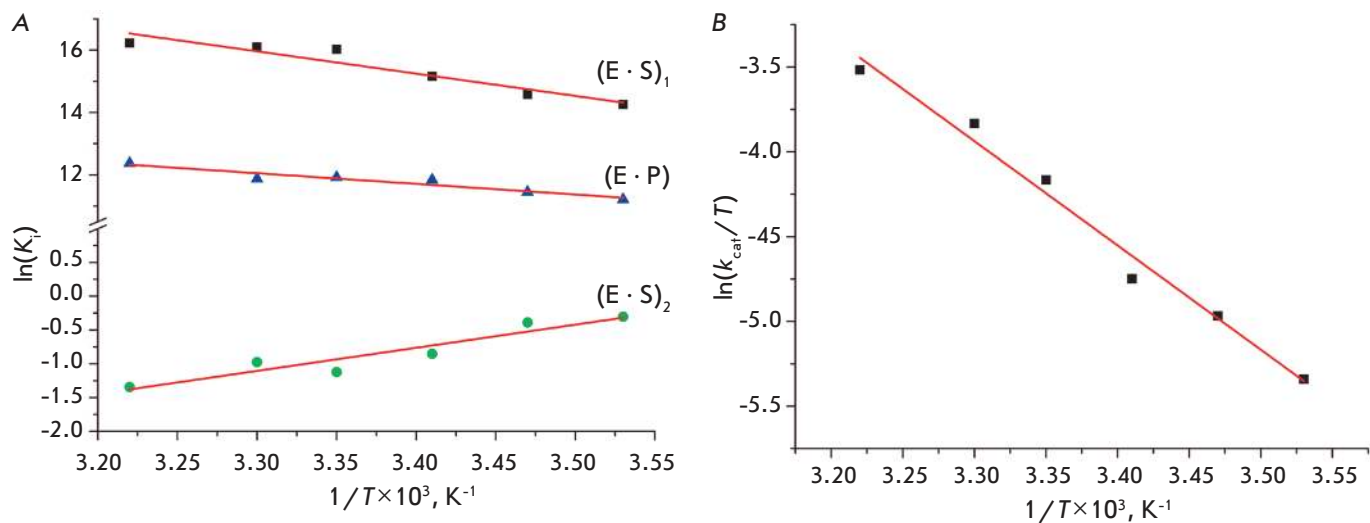 A
16
14
12
0.5
0.0
-0.5
-1.0
-1.5
-2.0
ln(Kᵢ)
(E · S)₁
(E · P)
(E · S)₂
3.20 3.25 3.30 3.35 3.40 3.45 3.50 3.55
1/T×10³, K⁻¹
B
-3.5
-4.0
-45
-5.0
-5.5
ln(k_cat/T)
3.20 3.25 3.30 3.35 3.40 3.45 3.50 3.55
1/T×10³, K⁻¹